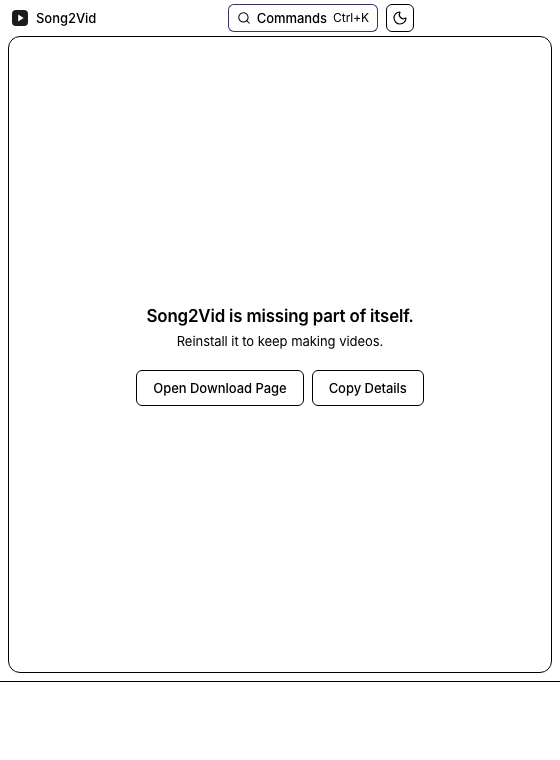 Song2Vid
Commands Ctrl+K
Song2Vid is missing part of itself.
Reinstall it to keep making videos.
Open Download Page
Copy Details